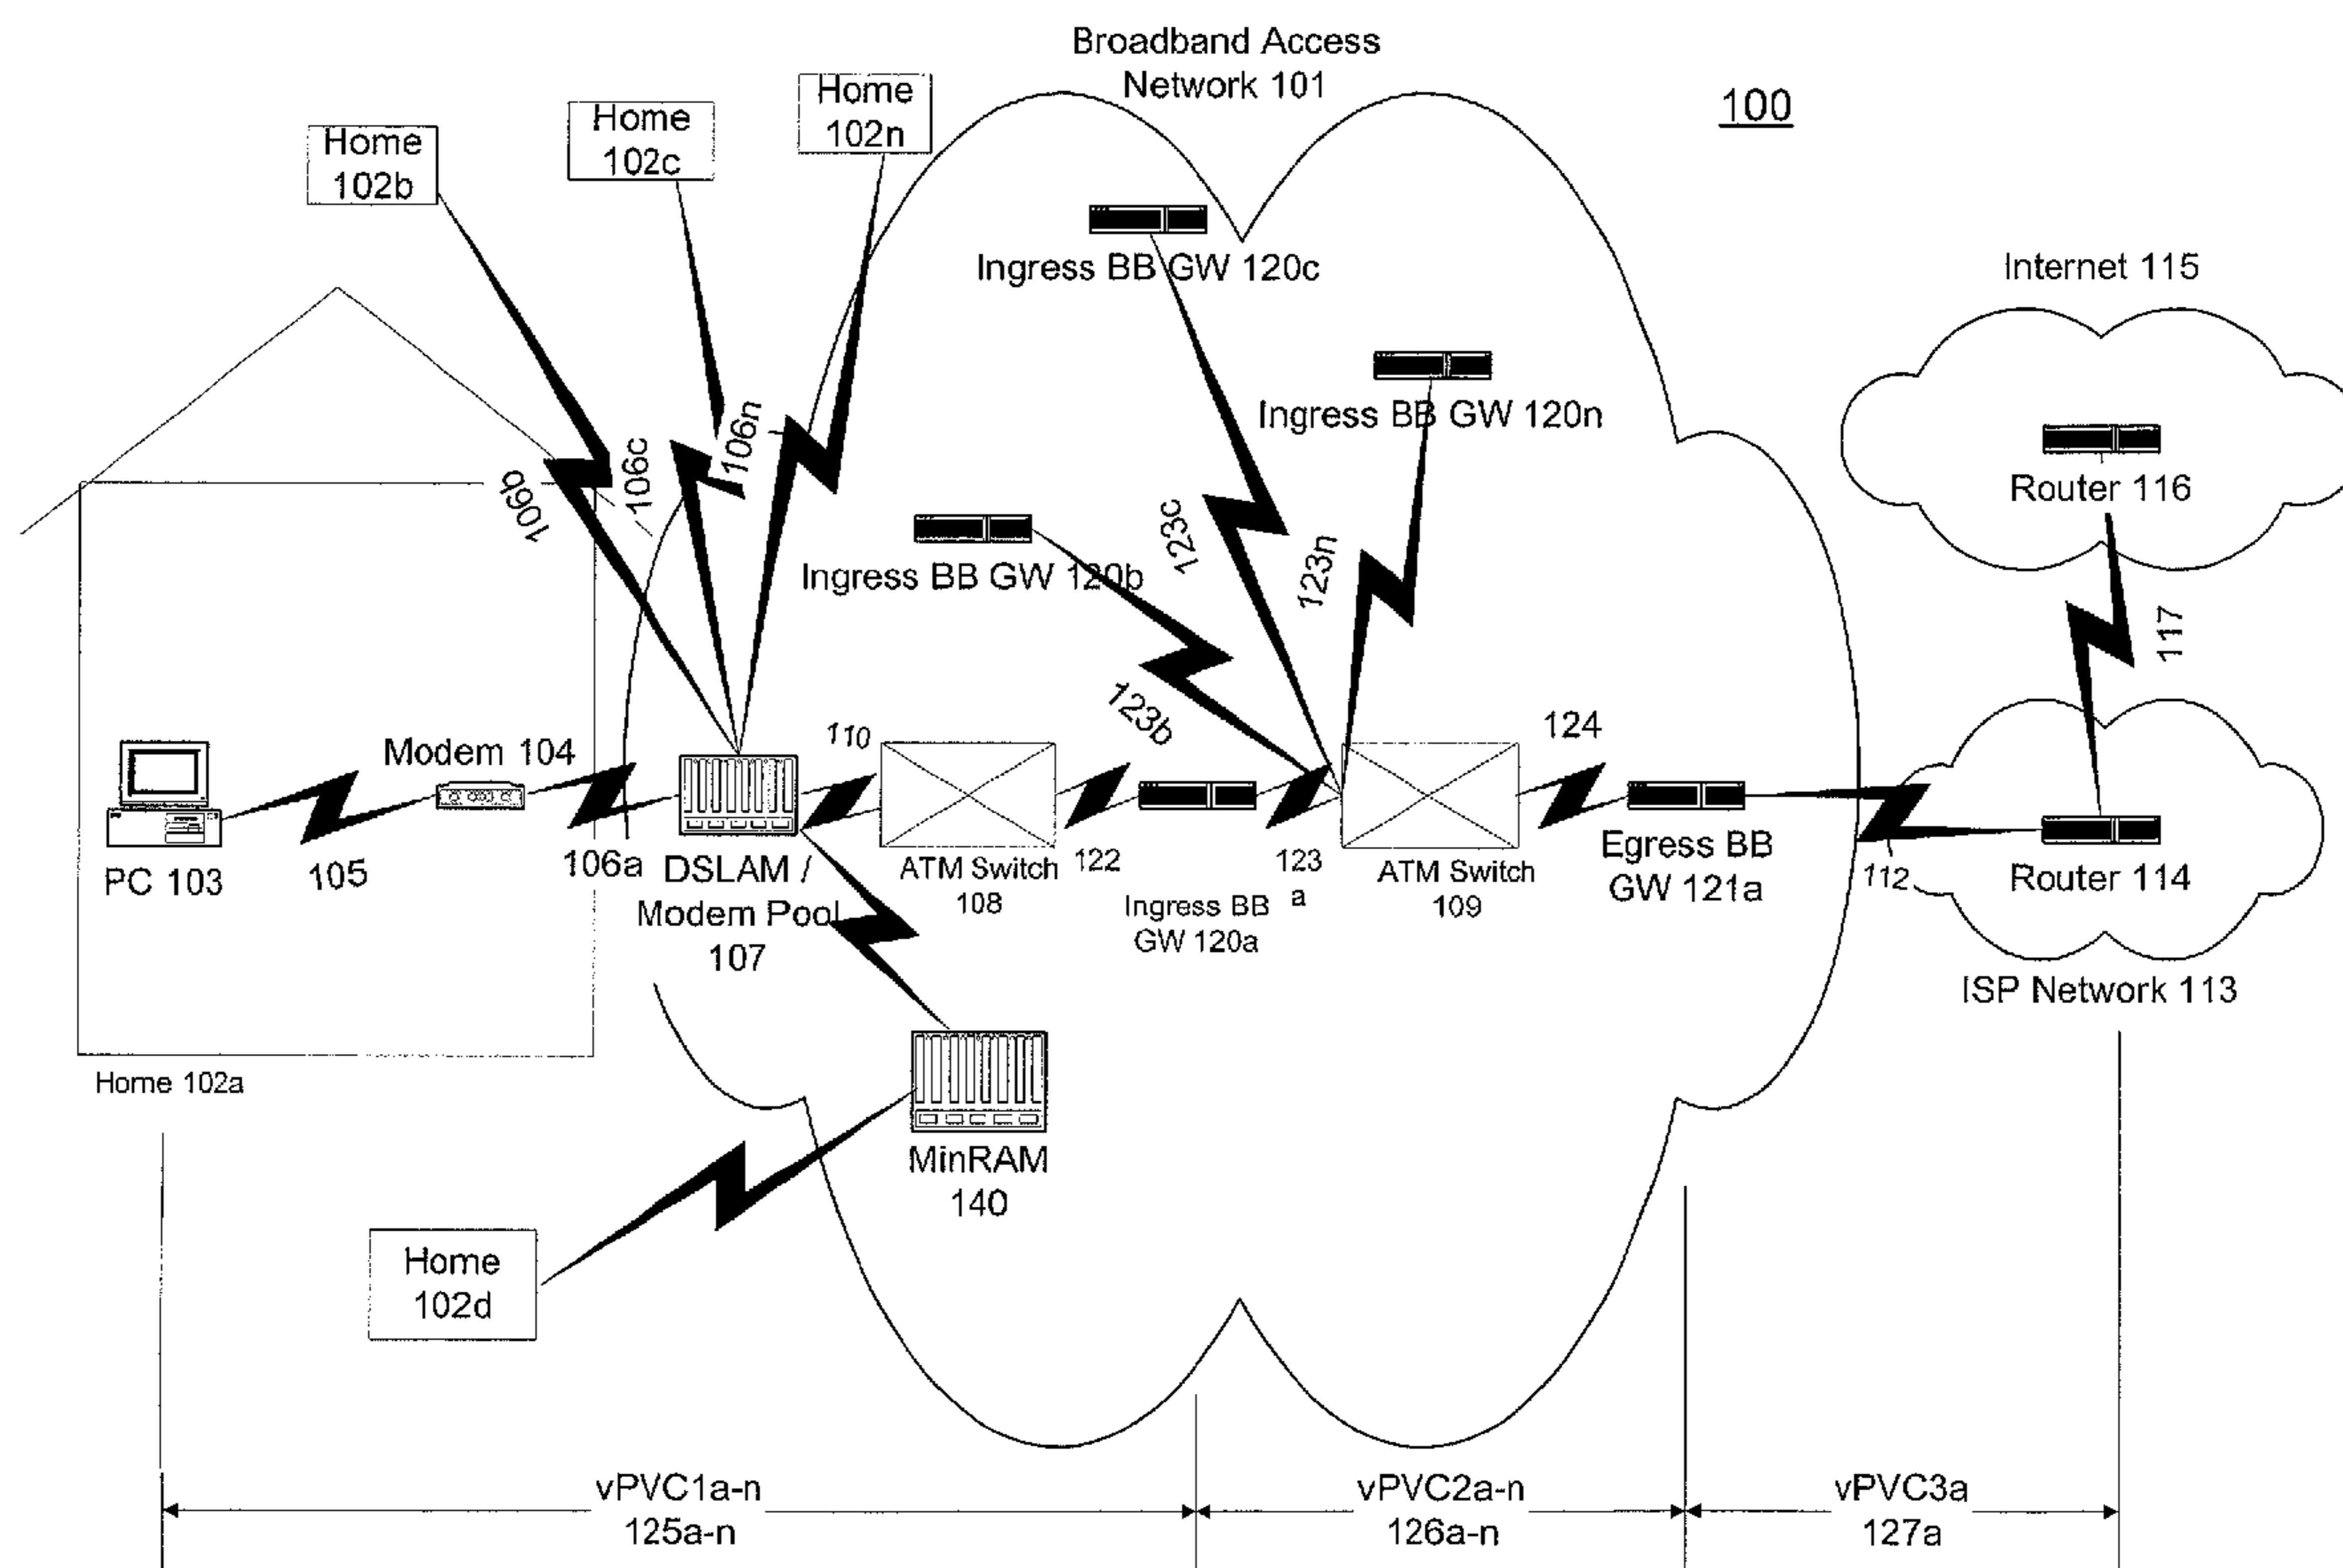 Broadband Access
Network 101
100
Home
102b
Home
102c
Home
102n
Ingress BB GW 120c
Internet 115
Ingress BB GW 120n
Router 116
106b
106c
106n
Ingress BB GW 120b
123c
123n
117
123b
Modem 104
110
124
PC 103
105
106a
DSLAM /
Modem Pool
107
ATM Switch
108
122
Ingress BB
GW 120a
123
a
ATM Switch
109
Egress BB
GW 121a
112
Router 114
ISP Network 113
Home 102a
MinRAM
140
Home
102d
vPVC1a-n
125a-n
vPVC2a-n
126a-n
vPVC3a
127a